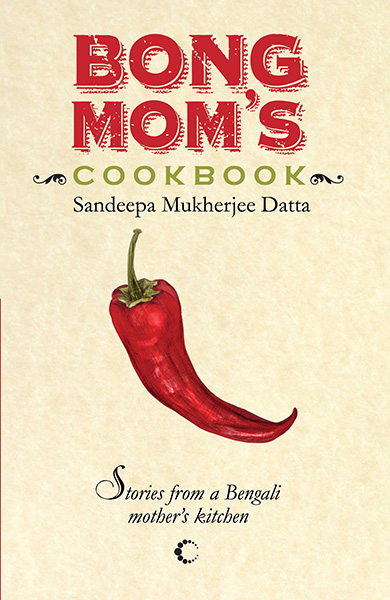 BONG
MOM'S
COOKBOOK
Sandeepa Mukherjee Datta
Stories from a Bengali
mother's kitchen